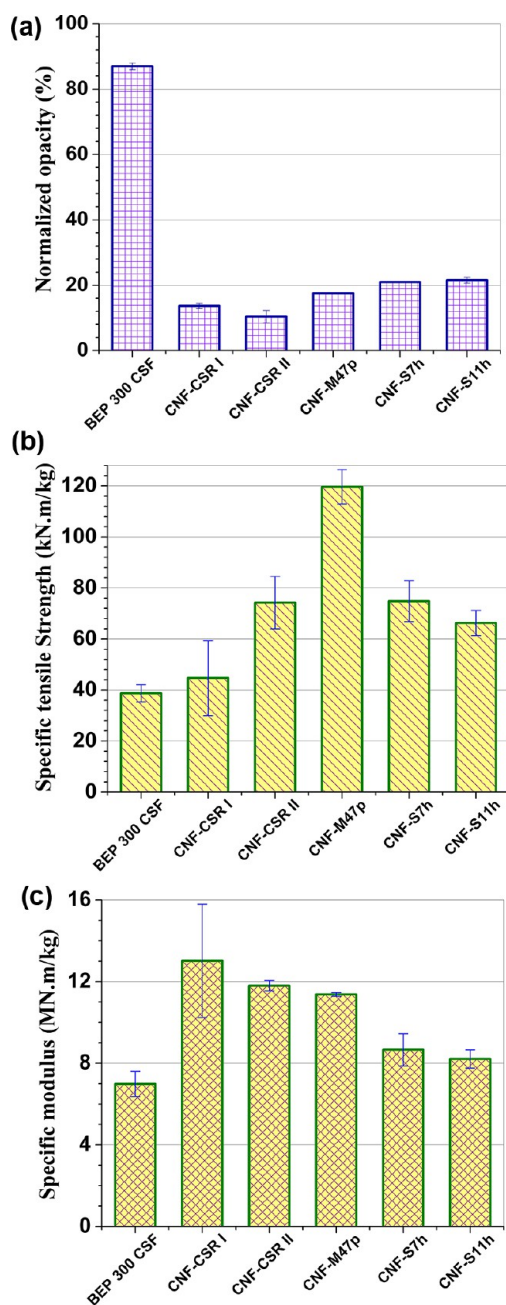 (a)
Normalized opacity (%)
100
80
60
40
20
0
BEP 300 CSF
CNF-CSR I
CNF-CSR II
CNF-M47p
CNF-S7h
CNF-S11h
(b)
Specific tensile Strength (kN.m/kg)
120
100
80
60
40
20
0
BEP 300 CSF
CNF-CSR I
CNF-CSR II
CNF-M47p
CNF-S7h
CNF-S11h
(c)
Specific modulus (MN.m/kg)
16
12
8
4
0
BEP 300 CSF
CNF-CSR I
CNF-CSR II
CNF-M47p
CNF-S7h
CNF-S11h